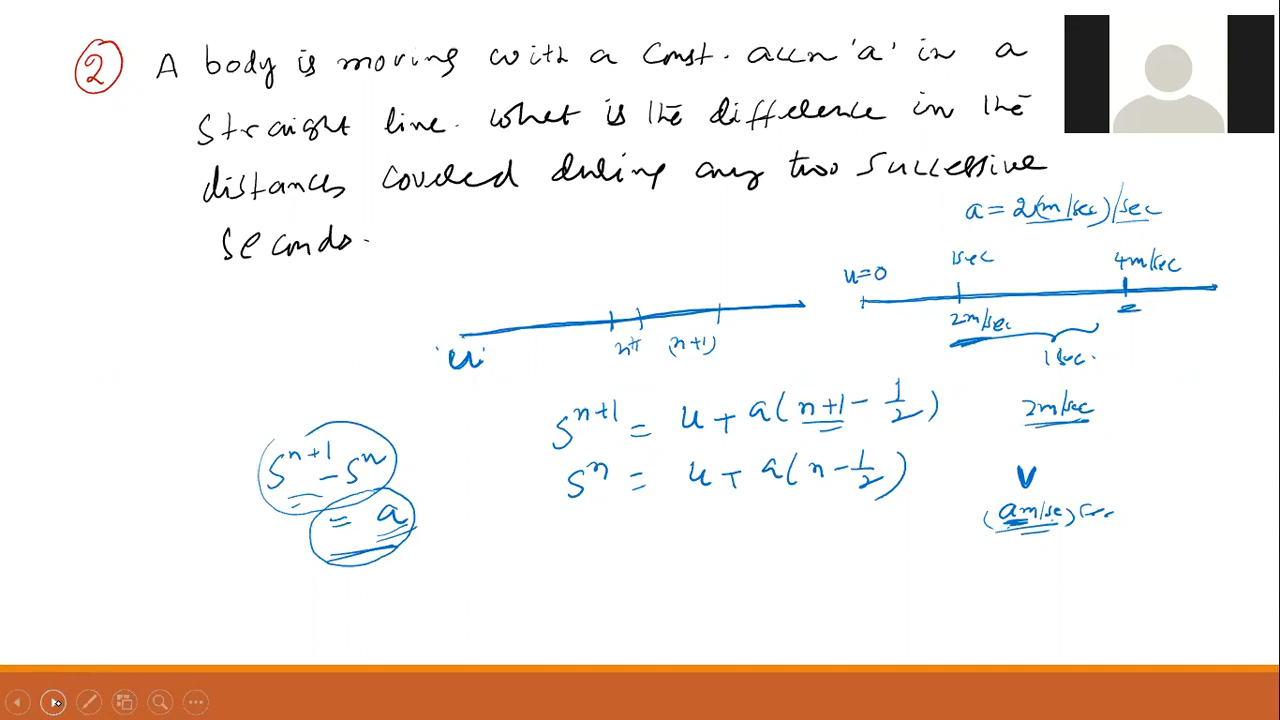 ② A body is moving with a const. accn 'a' in a
straight line. What is the difference in the
distances covered during any two successive
seconds.
a = 2(m/sec)/sec
u=0
1sec
4m/sec
2m/sec
1sec.
'u'
nth
(n+1)
S^{n+1} = u + a(n+1 - 1/2)
2m/sec
S^{n+1} - S^n
S^n = u + a(n - 1/2)
= a
(a m/sec) sec